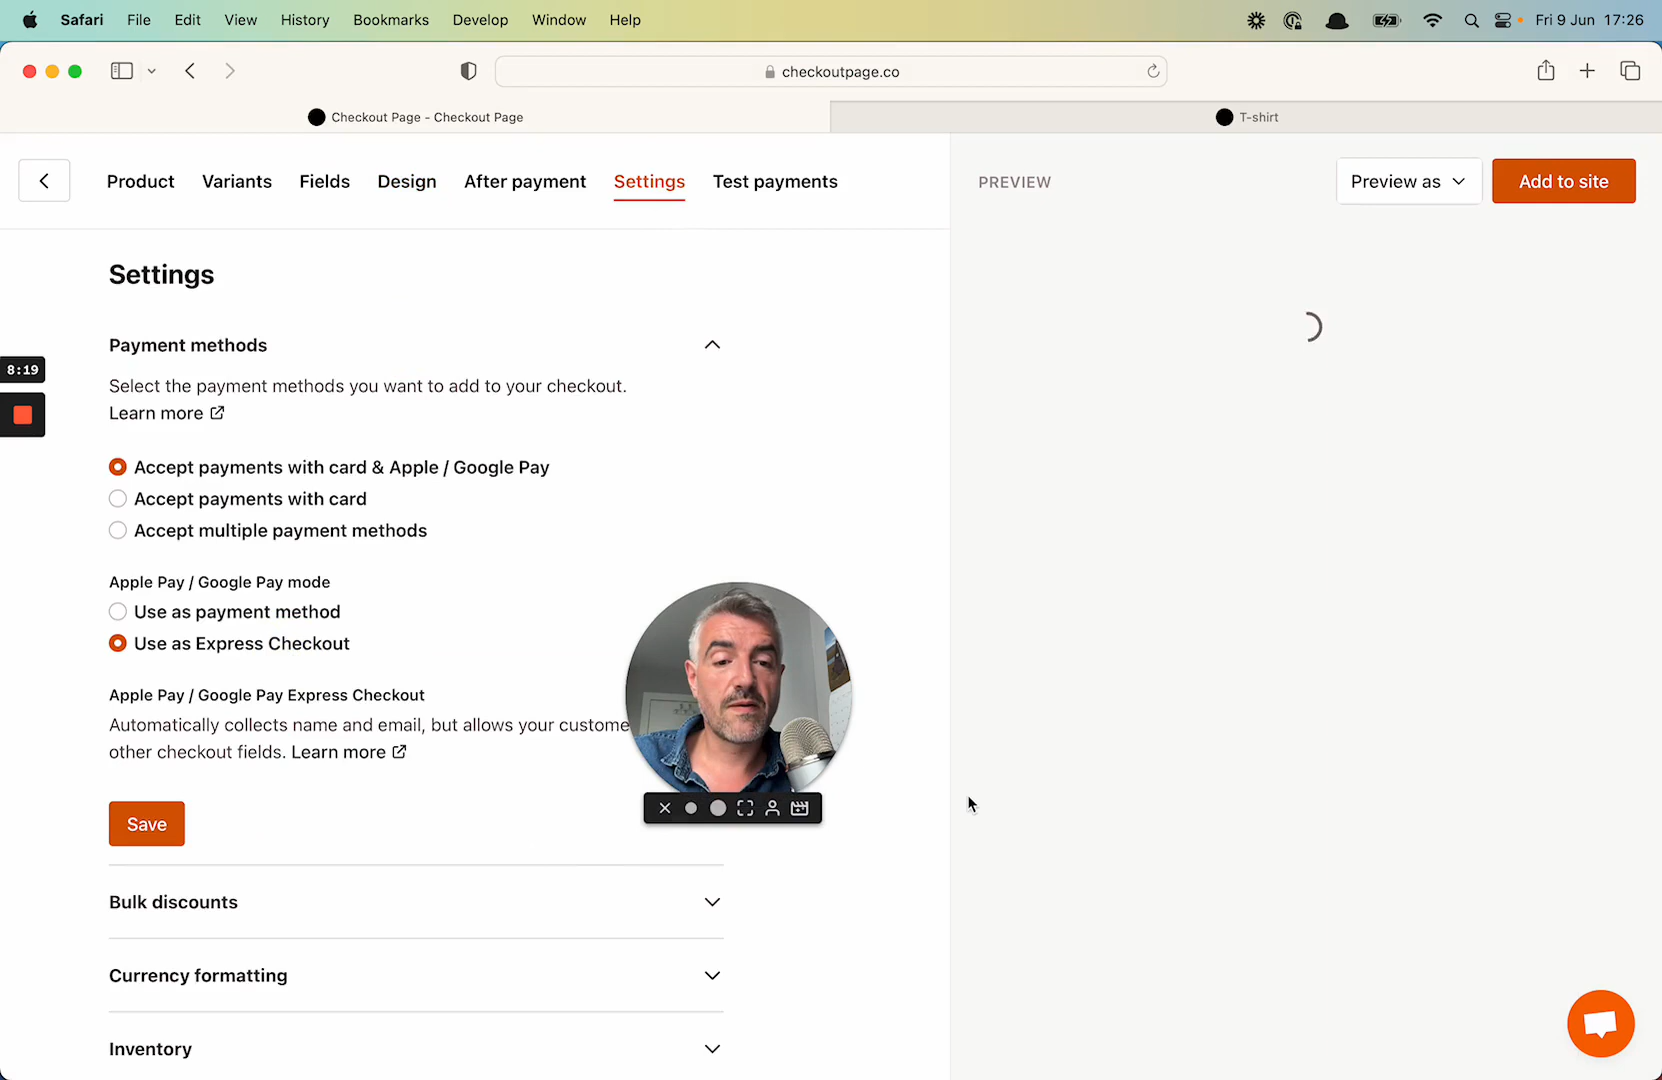 Safari File Edit View History Bookmarks Develop Window Help Fri 9 Jun 17:26
checkoutpage.co
Checkout Page - Checkout Page
T-shirt
Product Variants Fields Design After payment Settings Test payments
PREVIEW
Preview as
Add to site
Settings
Payment methods
8:19
Select the payment methods you want to add to your checkout.
Learn more
Accept payments with card & Apple / Google Pay
Accept payments with card
Accept multiple payment methods
Apple Pay / Google Pay mode
Use as payment method
Use as Express Checkout
Apple Pay / Google Pay Express Checkout
Automatically collects name and email, but allows your custome
other checkout fields. Learn more
Save
Bulk discounts
Currency formatting
Inventory